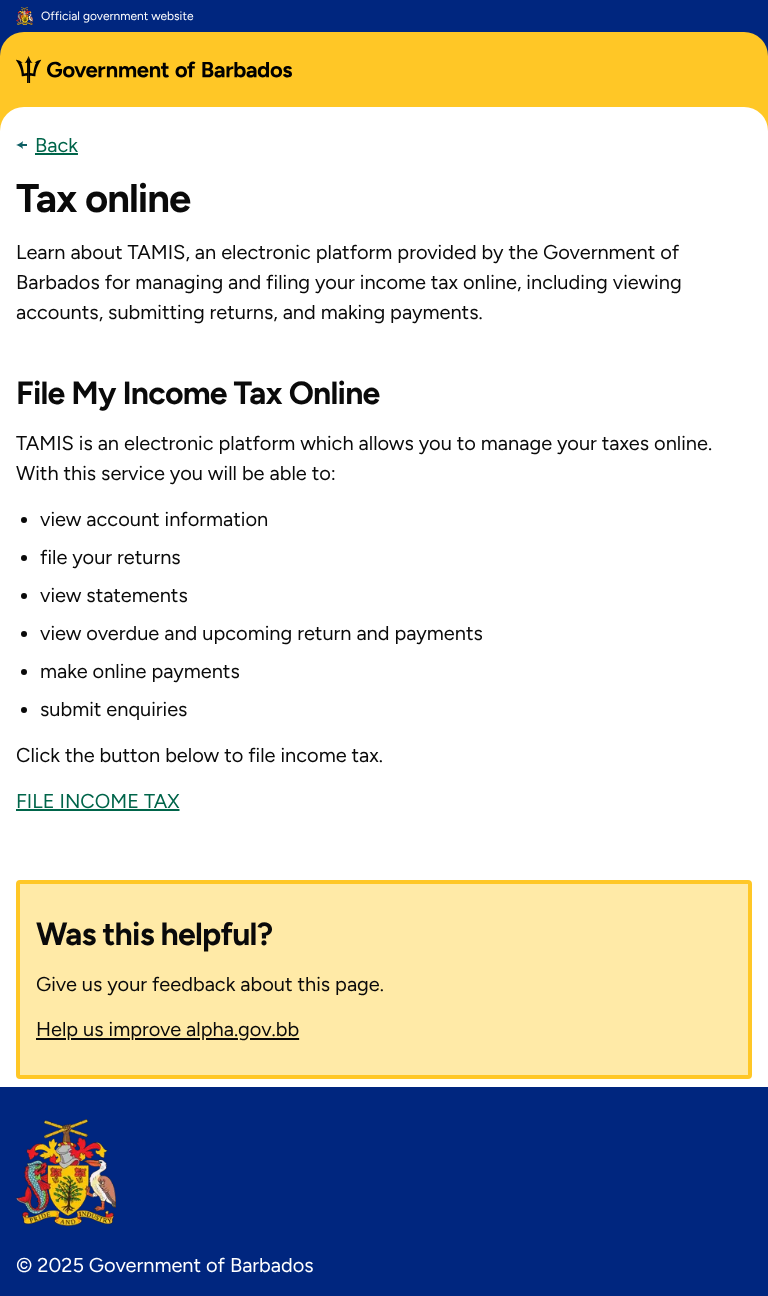 Official government website
Government of Barbados
Back
Tax online
Learn about TAMIS, an electronic platform provided by the Government of
Barbados for managing and filing your income tax online, including viewing
accounts, submitting returns, and making payments.
File My Income Tax Online
TAMIS is an electronic platform which allows you to manage your taxes online.
With this service you will be able to:
• view account information
• file your returns
• view statements
• view overdue and upcoming return and payments
• make online payments
• submit enquiries
Click the button below to file income tax.
FILE INCOME TAX
Was this helpful?
Give us your feedback about this page.
Help us improve alpha.gov.bb
PRIDE AND INDUSTRY
© 2025 Government of Barbados